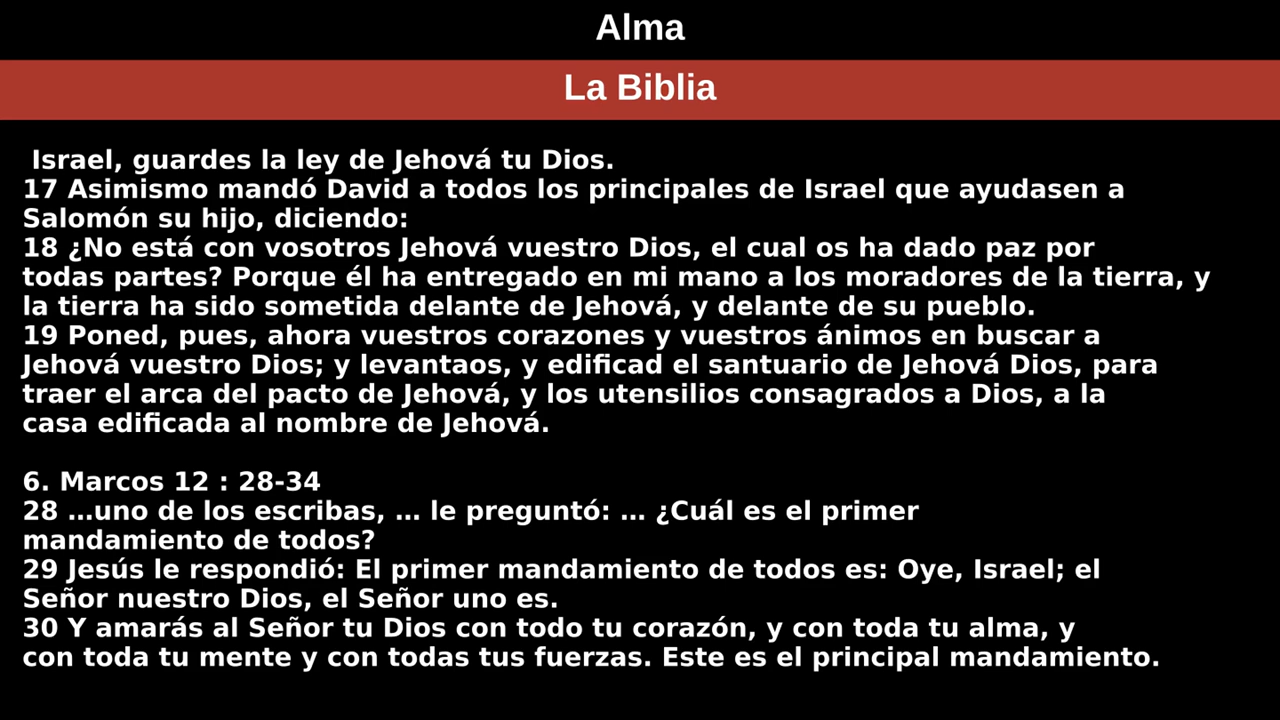 Alma
La Biblia
Israel, guardes la ley de Jehová tu Dios.
17 Asimismo mandó David a todos los principales de Israel que ayudasen a
Salomón su hijo, diciendo:
18 ¿No está con vosotros Jehová vuestro Dios, el cual os ha dado paz por
todas partes? Porque él ha entregado en mi mano a los moradores de la tierra, y
la tierra ha sido sometida delante de Jehová, y delante de su pueblo.
19 Poned, pues, ahora vuestros corazones y vuestros ánimos en buscar a
Jehová vuestro Dios; y levantaos, y edificad el santuario de Jehová Dios, para
traer el arca del pacto de Jehová, y los utensilios consagrados a Dios, a la
casa edificada al nombre de Jehová.
6. Marcos 12 : 28-34
28 …uno de los escribas, … le preguntó: … ¿Cuál es el primer
mandamiento de todos?
29 Jesús le respondió: El primer mandamiento de todos es: Oye, Israel; el
Señor nuestro Dios, el Señor uno es.
30 Y amarás al Señor tu Dios con todo tu corazón, y con toda tu alma, y
con toda tu mente y con todas tus fuerzas. Este es el principal mandamiento.